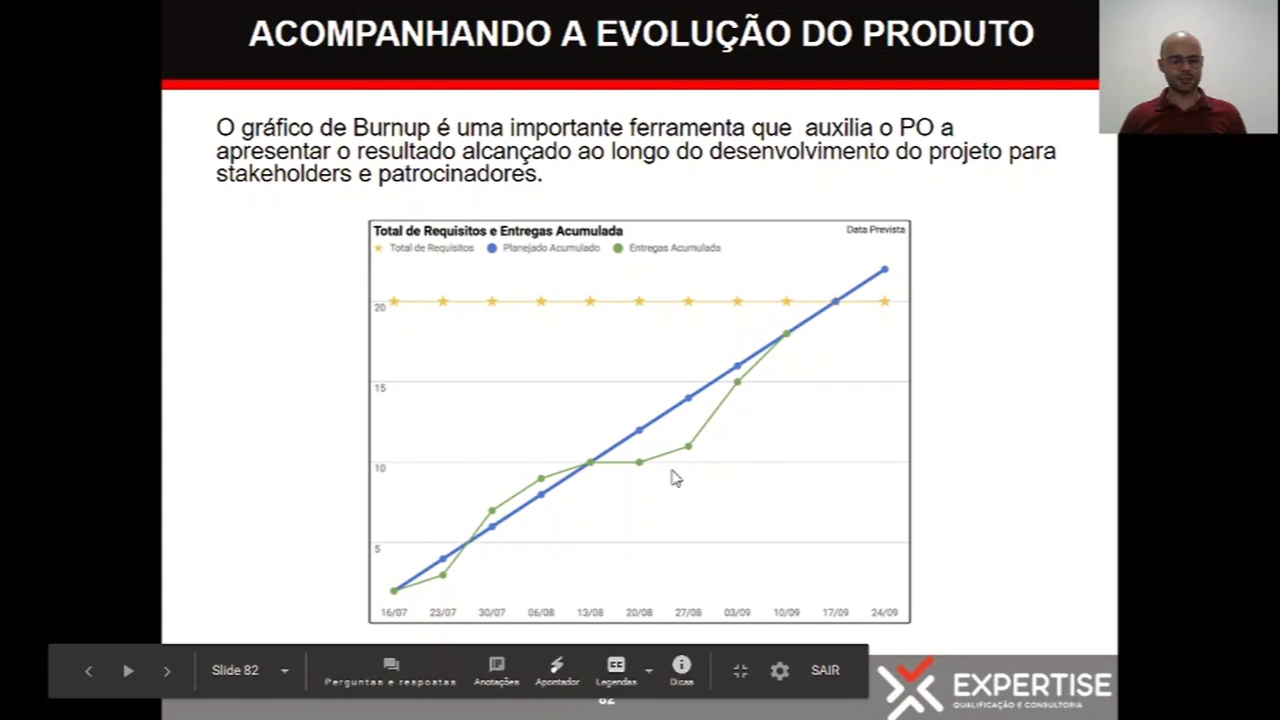 ACOMPANHANDO A EVOLUÇÃO DO PRODUTO
O gráfico de Burnup é uma importante ferramenta que auxilia o PO a
apresentar o resultado alcançado ao longo do desenvolvimento do projeto para
stakeholders e patrocinadores.
Total de Requisitos e Entregas Acumulada
Data Prevista
Total de Requisitos Planejado Acumulado Entregas Acumulada
20
15
10
5
16/07 23/07 30/07 06/08 13/08 20/08 27/08 03/09 10/09 17/09 24/09
Slide 82
Perguntas e respostas
Anotações
Apontador
Legendas
Dicas
SAIR
82
EXPERTISE
QUALIFICAÇÃO E CONSULTORIA